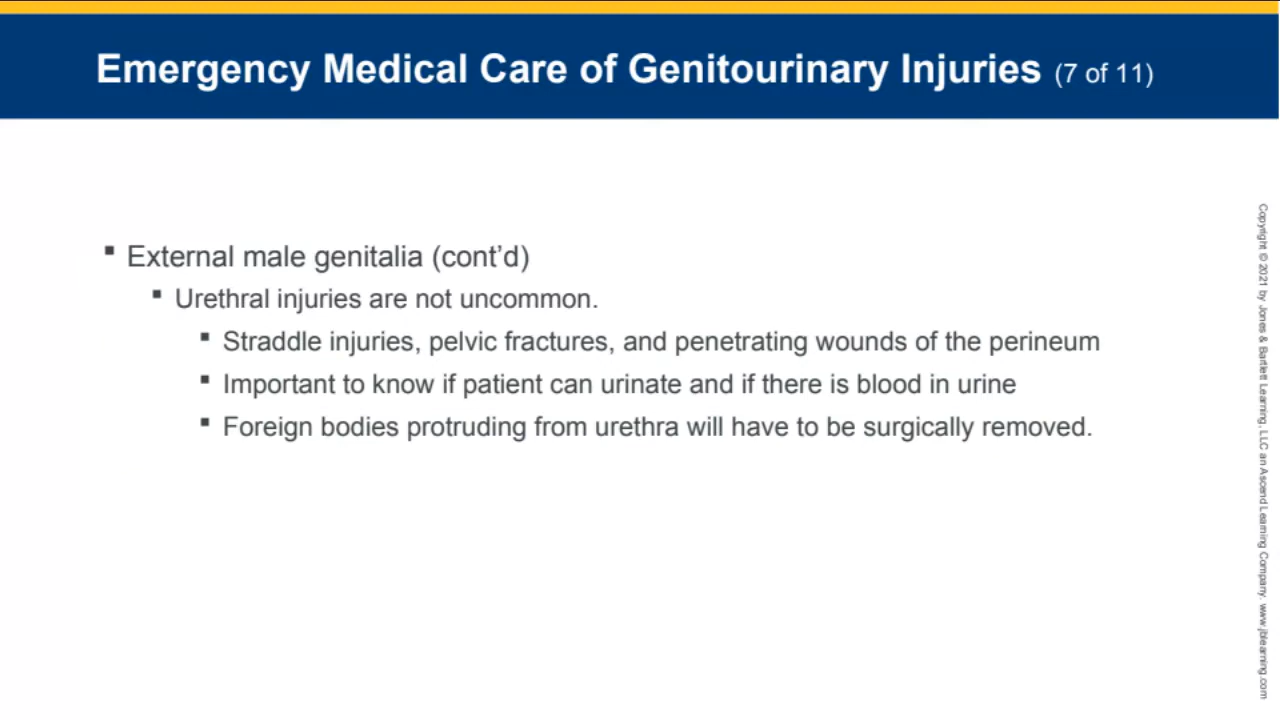 Emergency Medical Care of Genitourinary Injuries (7 of 11)
▪ External male genitalia (cont’d)
▪ Urethral injuries are not uncommon.
▪ Straddle injuries, pelvic fractures, and penetrating wounds of the perineum
▪ Important to know if patient can urinate and if there is blood in urine
▪ Foreign bodies protruding from urethra will have to be surgically removed.
Copyright © 2021 by Jones & Bartlett Learning, LLC an Ascend Learning Company. www.jblearning.com